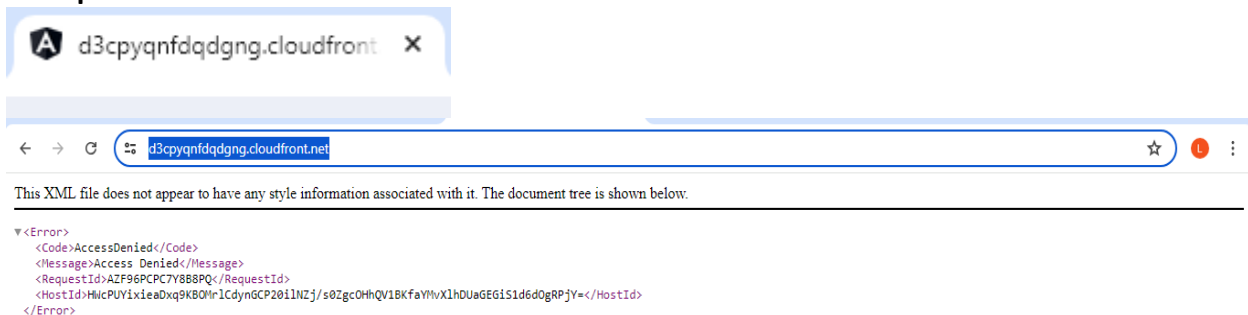 d3cpyqnfdqdgng.cloudfront
d3cpyqnfdqdgng.cloudfront.net
L
This XML file does not appear to have any style information associated with it. The document tree is shown below.
▼<Error>
<Code>AccessDenied</Code>
<Message>Access Denied</Message>
<RequestId>AZF96PCPC7Y8B8PQ</RequestId>
<HostId>HWcPUYixieaDxq9KBOMrlCdynGCP20ilNZj/s0ZgcOHhQV1BKfaYMvXlhDUaGEGiS1d6dOgRPjY=</HostId>
</Error>